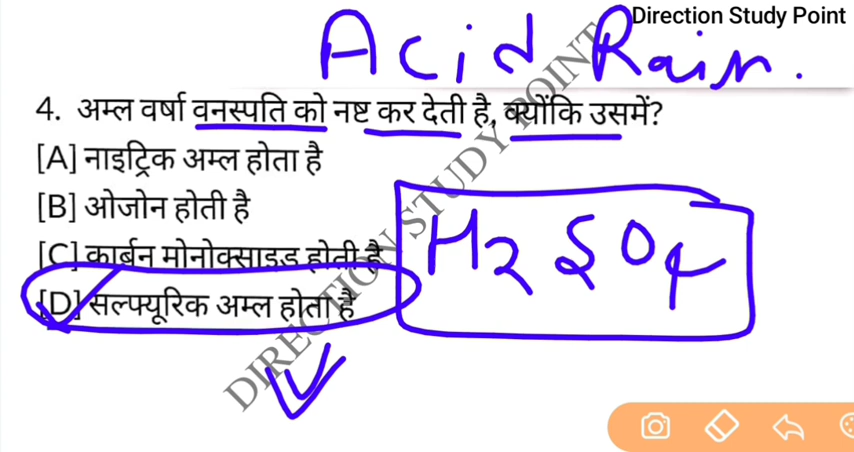 Direction Study Point
Acid Rain.
4. अम्ल वर्षा वनस्पति को नष्ट कर देती है, क्योंकि उसमें?
[A] नाइट्रिक अम्ल होता है
[B] ओजोन होती है
[C] कार्बन मोनोक्साइड होती है
[D] सल्फ्यूरिक अम्ल होता है
H2SO4
DIRECTION STUDY POINT